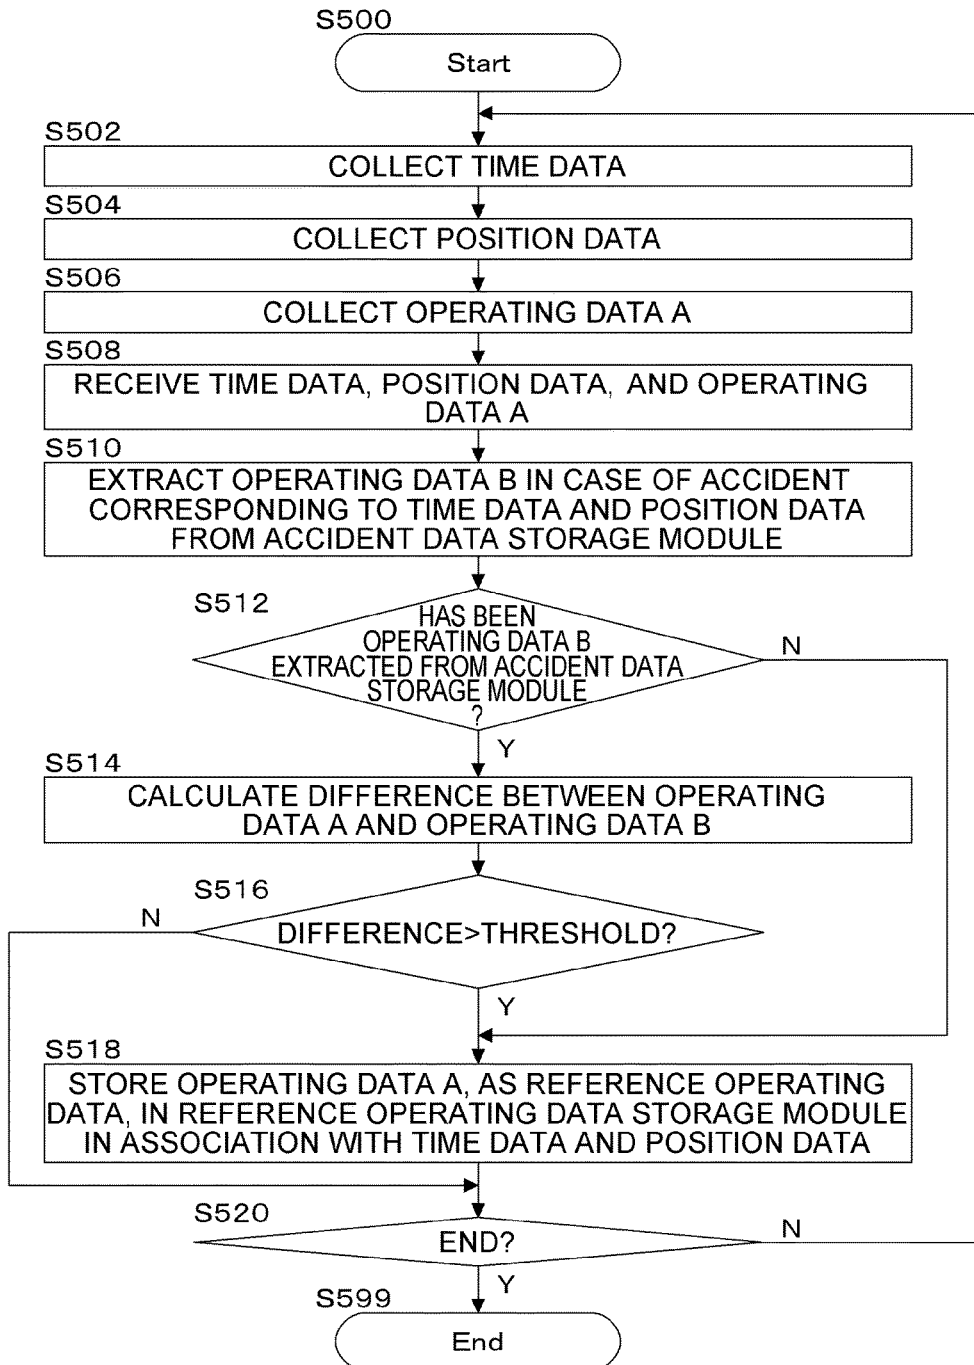 S500
Start
S502
COLLECT TIME DATA
S504
COLLECT POSITION DATA
S506
COLLECT OPERATING DATA A
S508
RECEIVE TIME DATA, POSITION DATA, AND OPERATING
DATA A
S510
EXTRACT OPERATING DATA B IN CASE OF ACCIDENT
CORRESPONDING TO TIME DATA AND POSITION DATA
FROM ACCIDENT DATA STORAGE MODULE
S512
HAS BEEN
OPERATING DATA B
EXTRACTED FROM ACCIDENT DATA
STORAGE MODULE
?
N
Y
S514
CALCULATE DIFFERENCE BETWEEN OPERATING
DATA A AND OPERATING DATA B
S516
N
DIFFERENCE>THRESHOLD?
Y
S518
STORE OPERATING DATA A, AS REFERENCE OPERATING
DATA, IN REFERENCE OPERATING DATA STORAGE MODULE
IN ASSOCIATION WITH TIME DATA AND POSITION DATA
S520
END?
N
Y
S599
End